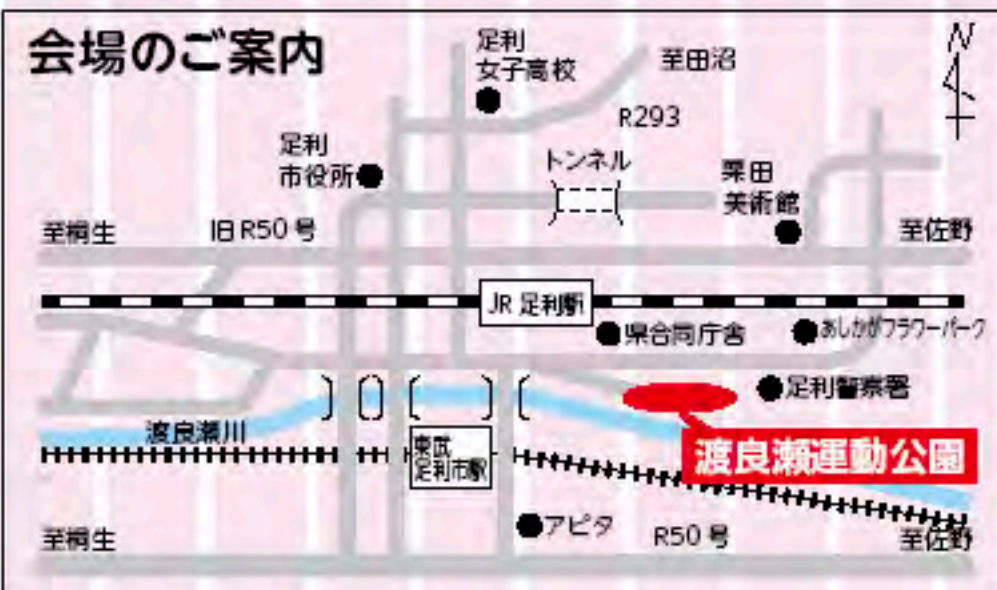 会場のご案内
足利
女子高校
至田沼
N
R293
足利
市役所
トンネル
栗田
美術館
至桐生
旧R50号
至佐野
JR 足利駅
県合同庁舎
あしかがフラワーパーク
足利警察署
渡良瀬川
東武
足利市駅
渡良瀬運動公園
アピタ
R50号
至桐生
至佐野